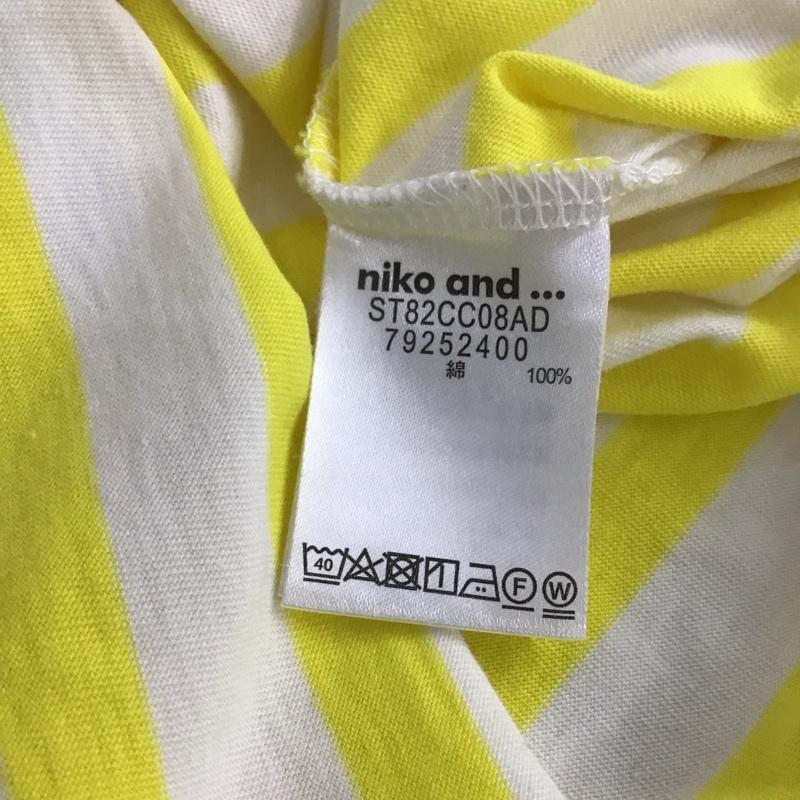 niko and ...
ST82CC08AD
79252400
綿 100%
40 F W